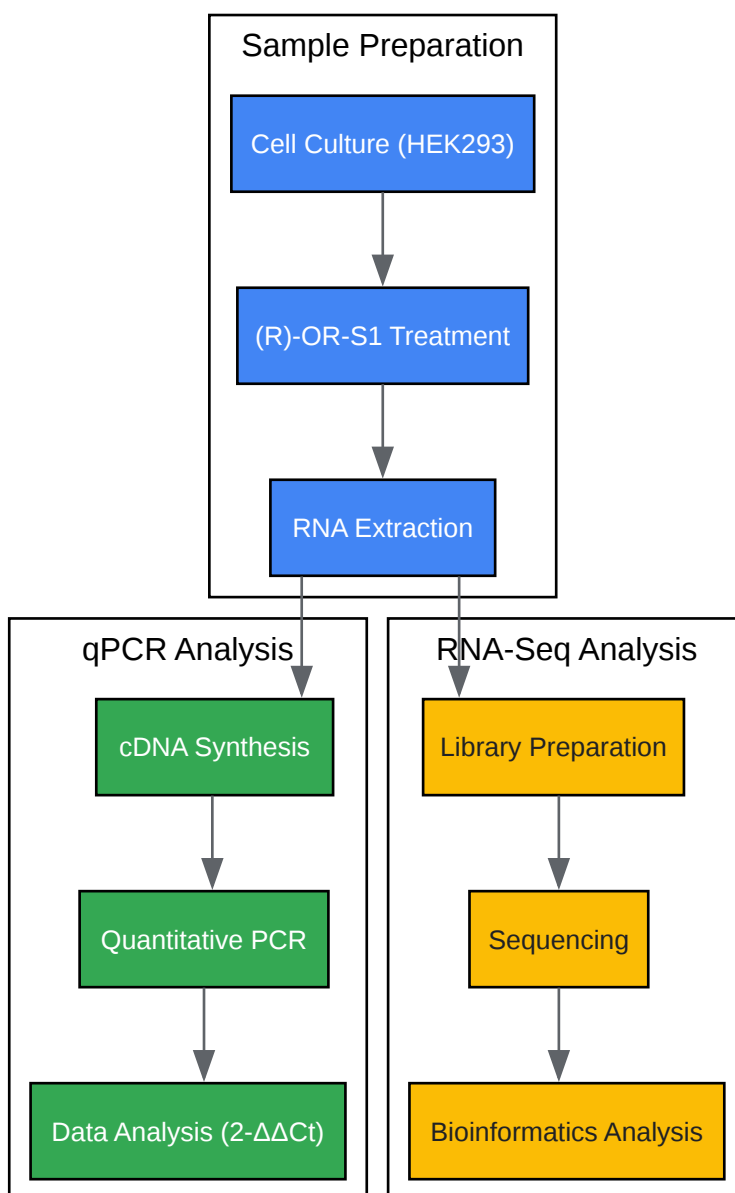 Sample Preparation
Cell Culture (HEK293)
(R)-OR-S1 Treatment
RNA Extraction
qPCR Analysis
cDNA Synthesis
Quantitative PCR
Data Analysis (2-ΔΔCt)
RNA-Seq Analysis
Library Preparation
Sequencing
Bioinformatics Analysis